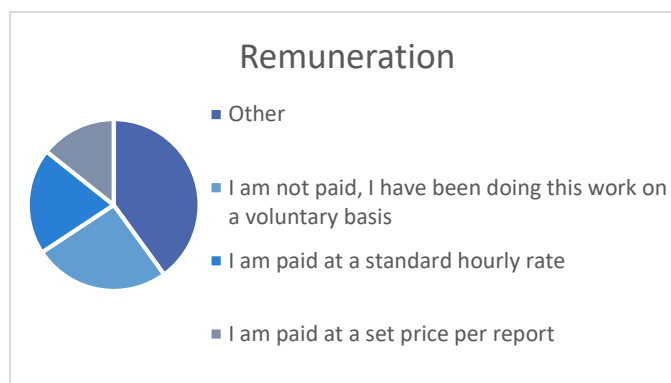 Remuneration
Other
I am not paid, I have been doing this work on
a voluntary basis
I am paid at a standard hourly rate
I am paid at a set price per report